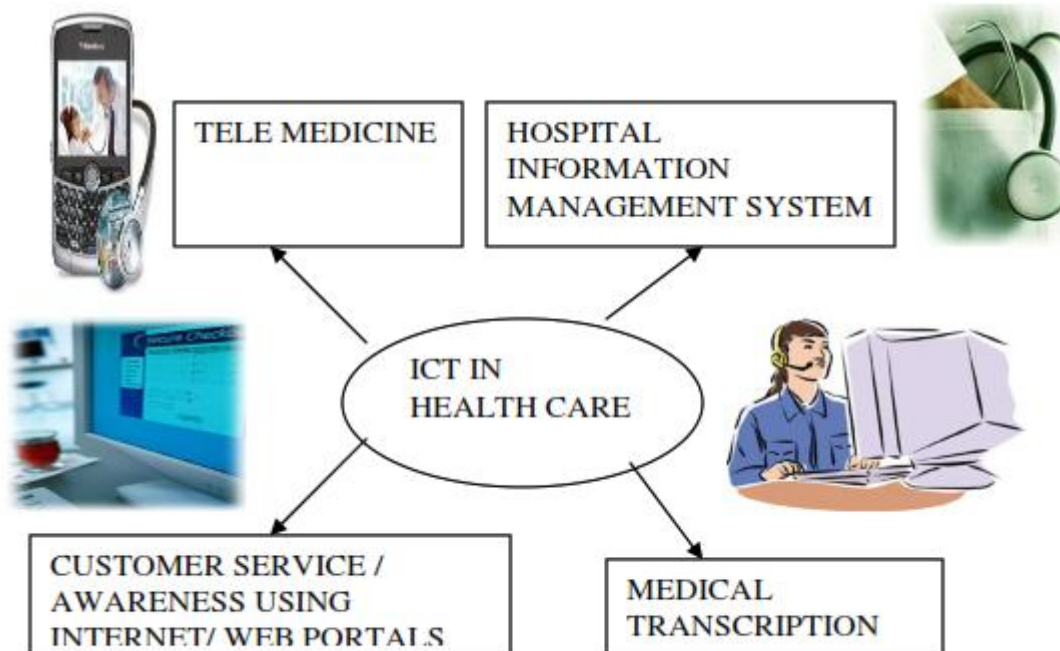 TELE MEDICINE
HOSPITAL
INFORMATION
MANAGEMENT SYSTEM
ICT IN
HEALTH CARE
CUSTOMER SERVICE /
AWARENESS USING
INTERNET/ WEB PORTALS
MEDICAL
TRANSCRIPTION